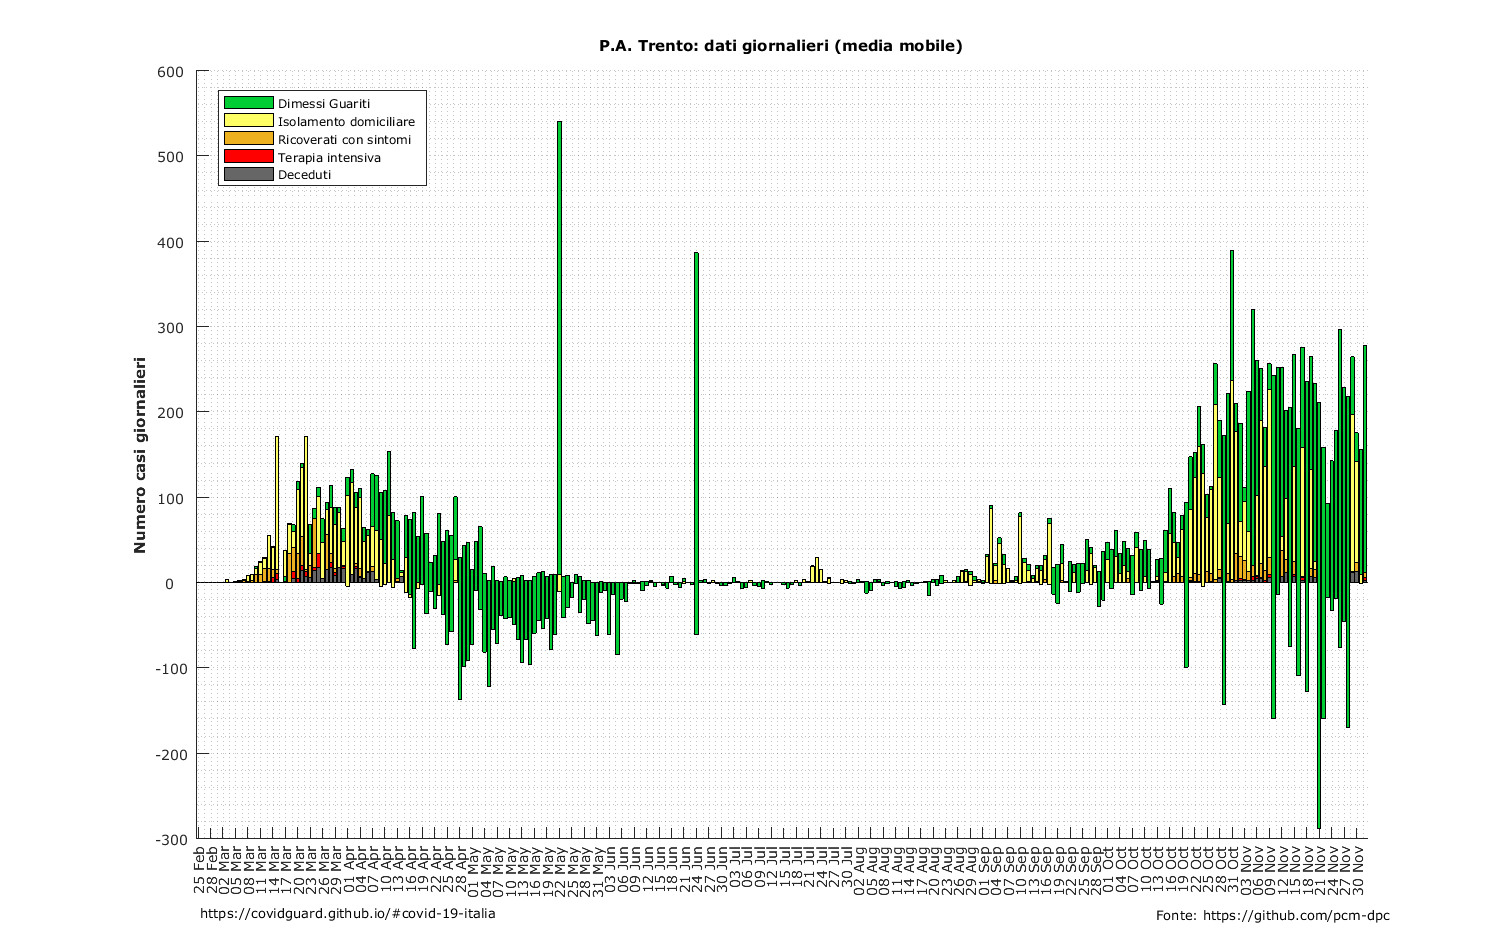 P.A. Trento: dati giornalieri (media mobile)
600
500
400
300
200
100
0
-100
-200
-300
Numero casi giornalieri
Dimessi Guariti
Isolamento domiciliare
Ricoverati con sintomi
Terapia intensiva
Deceduti
25 Feb
28 Feb
02 Mar
05 Mar
08 Mar
11 Mar
14 Mar
17 Mar
20 Mar
23 Mar
26 Mar
29 Mar
01 Apr
04 Apr
07 Apr
10 Apr
13 Apr
16 Apr
19 Apr
22 Apr
25 Apr
28 Apr
01 May
04 May
07 May
10 May
13 May
16 May
19 May
22 May
25 May
28 May
31 May
03 Jun
06 Jun
09 Jun
12 Jun
15 Jun
18 Jun
21 Jun
24 Jun
27 Jun
30 Jun
03 Jul
06 Jul
09 Jul
12 Jul
15 Jul
18 Jul
21 Jul
24 Jul
27 Jul
30 Jul
02 Aug
05 Aug
08 Aug
11 Aug
14 Aug
17 Aug
20 Aug
23 Aug
26 Aug
29 Aug
01 Sep
04 Sep
07 Sep
10 Sep
13 Sep
16 Sep
19 Sep
22 Sep
25 Sep
28 Sep
01 Oct
04 Oct
07 Oct
10 Oct
13 Oct
16 Oct
19 Oct
22 Oct
25 Oct
28 Oct
31 Oct
03 Nov
06 Nov
09 Nov
12 Nov
15 Nov
18 Nov
21 Nov
24 Nov
27 Nov
30 Nov
https://covidguard.github.io/#covid-19-italia
Fonte: https://github.com/pcm-dpc